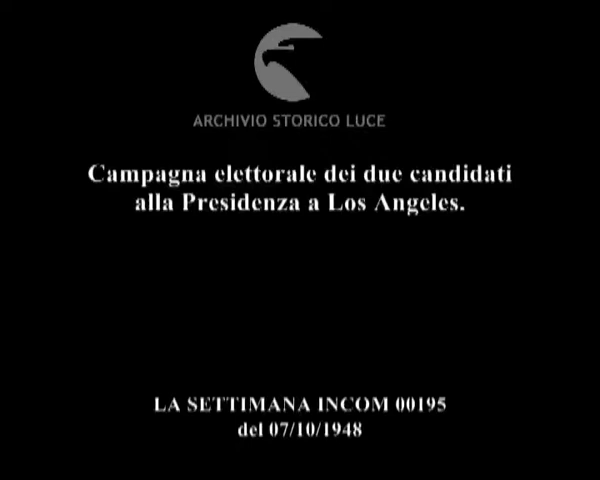 ARCHIVIO STORICO LUCE
Campagna elettorale dei due candidati
alla Presidenza a Los Angeles.
LA SETTIMANA INCOM 00195
del 07/10/1948